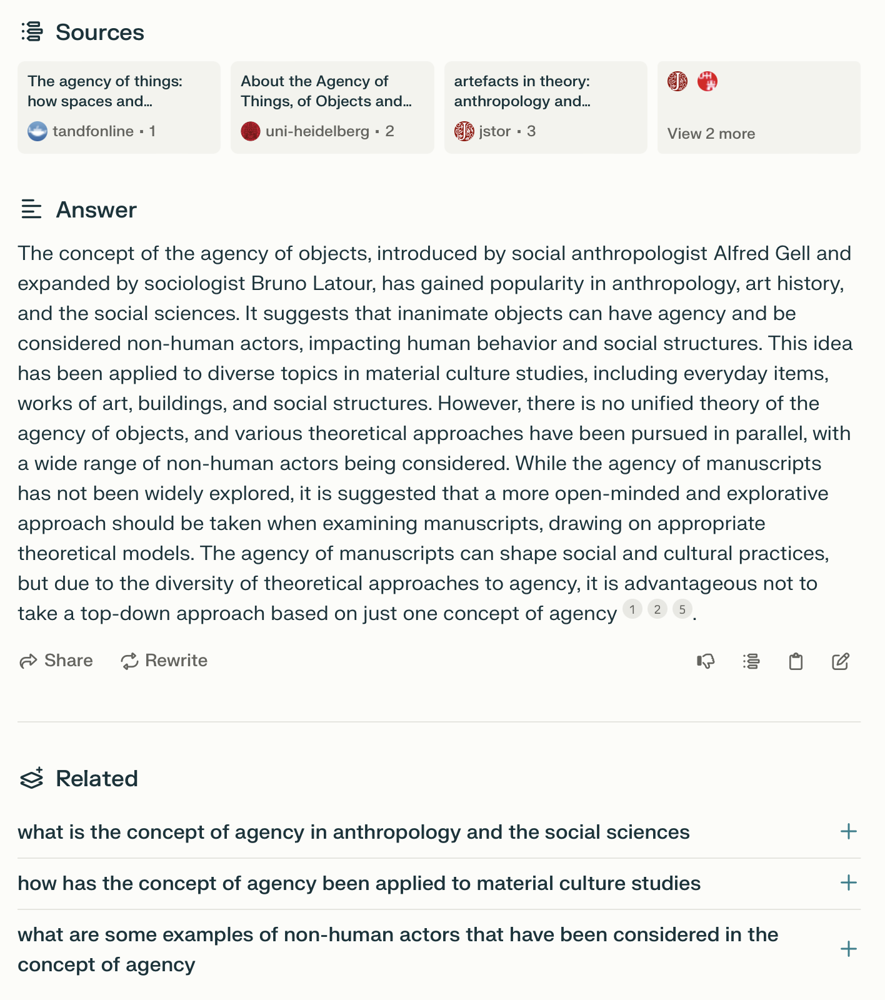 Sources
The agency of things:
how spaces and...
tandfonline · 1
About the Agency of
Things, of Objects and...
uni-heidelberg · 2
artefacts in theory:
anthropology and...
jstor · 3
View 2 more
Answer
The concept of the agency of objects, introduced by social anthropologist Alfred Gell and
expanded by sociologist Bruno Latour, has gained popularity in anthropology, art history,
and the social sciences. It suggests that inanimate objects can have agency and be
considered non-human actors, impacting human behavior and social structures. This idea
has been applied to diverse topics in material culture studies, including everyday items,
works of art, buildings, and social structures. However, there is no unified theory of the
agency of objects, and various theoretical approaches have been pursued in parallel, with
a wide range of non-human actors being considered. While the agency of manuscripts
has not been widely explored, it is suggested that a more open-minded and explorative
approach should be taken when examining manuscripts, drawing on appropriate
theoretical models. The agency of manuscripts can shape social and cultural practices,
but due to the diversity of theoretical approaches to agency, it is advantageous not to
take a top-down approach based on just one concept of agency 1 2 5.
Share Rewrite
Related
what is the concept of agency in anthropology and the social sciences
how has the concept of agency been applied to material culture studies
what are some examples of non-human actors that have been considered in the
concept of agency